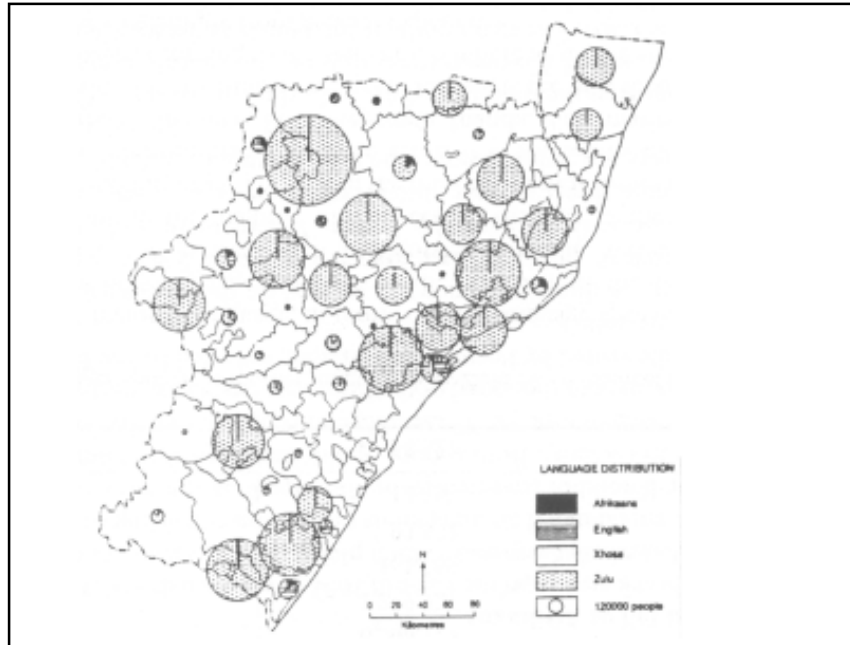 LANGUAGE DISTRIBUTION
Afrikaans
English
Xhosa
Zulu
120000 people
N
0 20 40 60 80
Kilometres